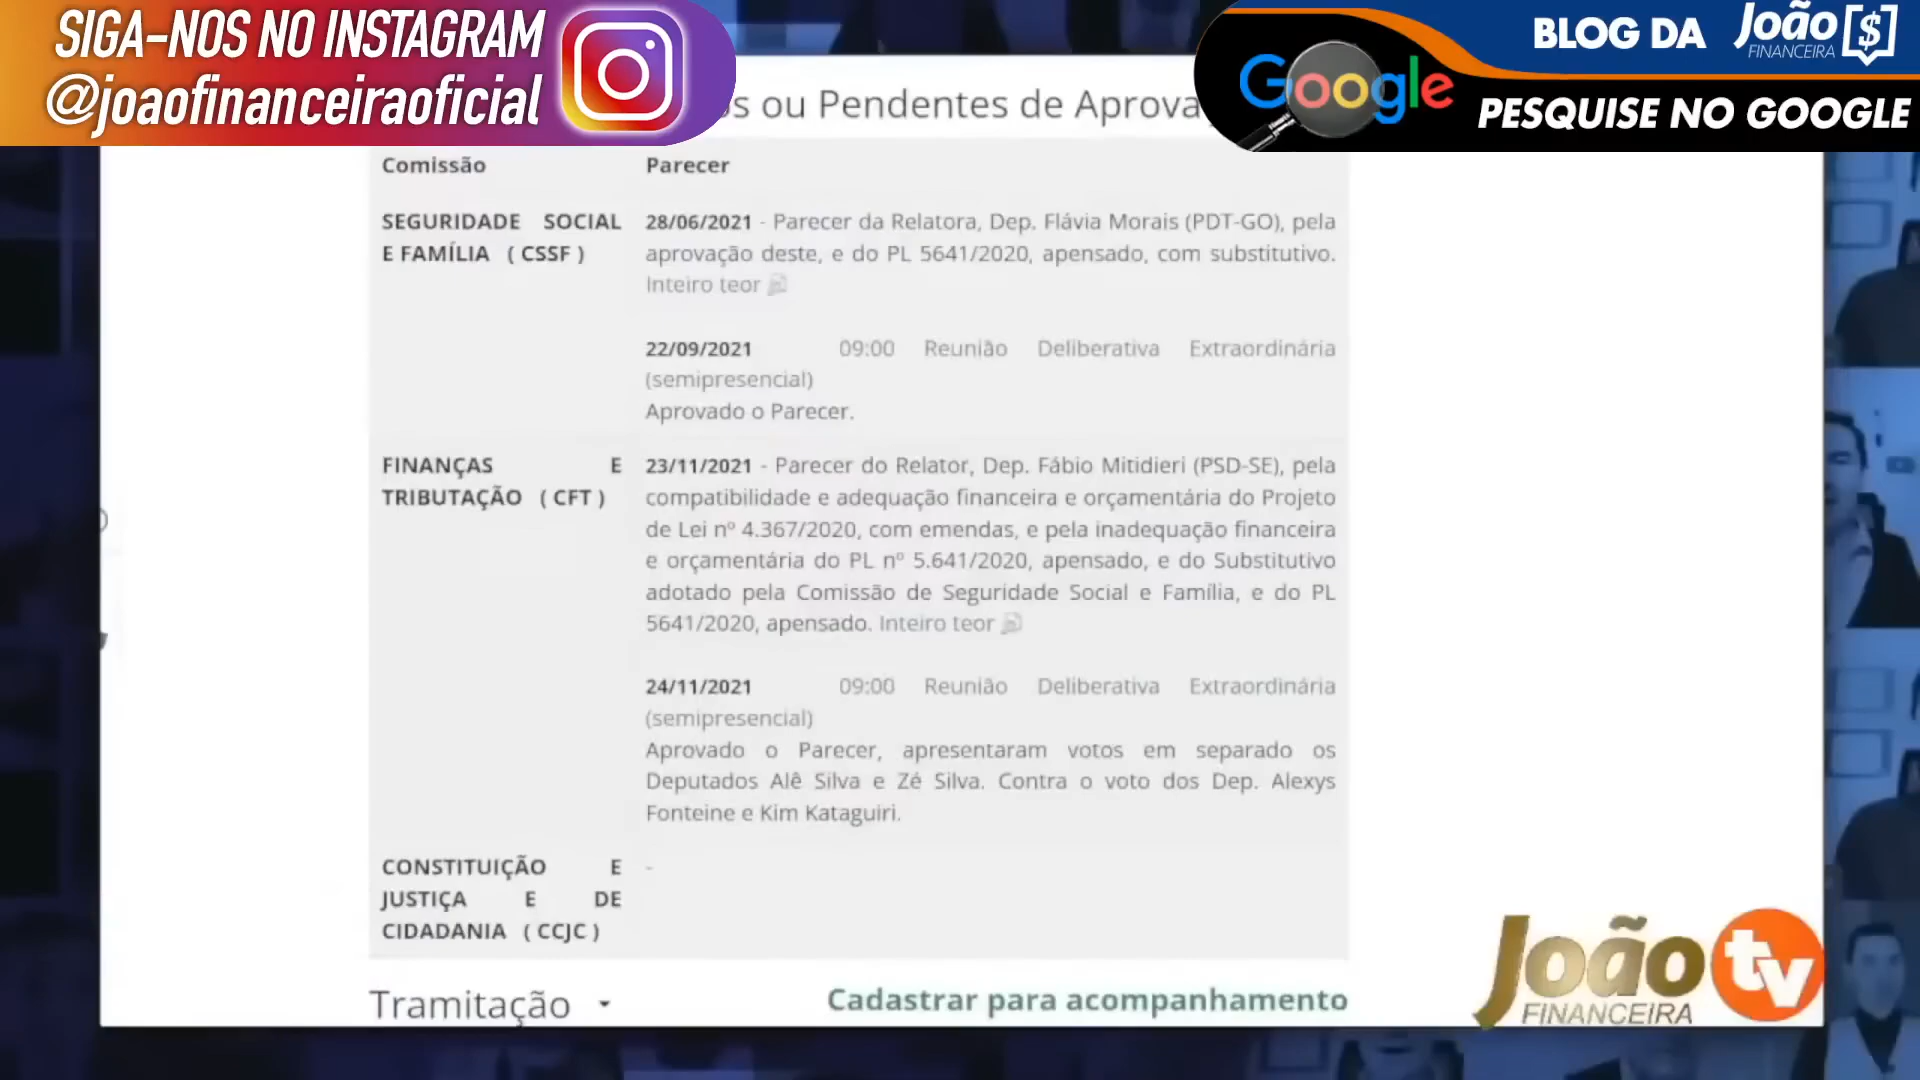 SIGA-NOS NO INSTAGRAM
@joaofinanceiraoficial
BLOG DA João FINANCEIRA
Google
PESQUISE NO GOOGLE
ou Pendentes de
Comissão Parecer
SEGURIDADE SOCIAL E FAMÍLIA ( CSSF )
28/06/2021 - Parecer da Relatora, Dep. Flávia Morais (PDT-GO), pela
aprovação deste, e do PL 5641/2020, apensado, com substitutivo.
Inteiro teor
22/09/2021 09:00 Reunião Deliberativa Extraordinária
(semipresencial)
Aprovado o Parecer.
FINANÇAS E
TRIBUTAÇÃO ( CFT )
23/11/2021 - Parecer do Relator, Dep. Fábio Mitidieri (PSD-SE), pela
compatibilidade e adequação financeira e orçamentária do Projeto
de Lei nº 4.367/2020, com emendas, e pela inadequação financeira
e orçamentária do PL nº 5.641/2020, apensado, e do Substitutivo
adotado pela Comissão de Seguridade Social e Família, e do PL
5641/2020, apensado. Inteiro teor
24/11/2021 09:00 Reunião Deliberativa Extraordinária
(semipresencial)
Aprovado o Parecer, apresentaram votos em separado os
Deputados Alê Silva e Zé Silva. Contra o voto dos Dep. Alexys
Fonteine e Kim Kataguiri.
CONSTITUIÇÃO E
JUSTIÇA E DE
CIDADANIA ( CCJC )
-
Tramitação
Cadastrar para acompanhamento
João tv
FINANCEIRA